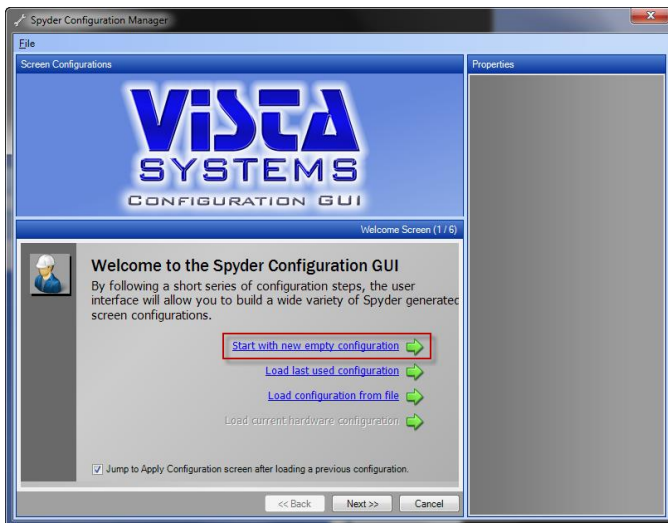 Spyder Configuration Manager
File
Screen Configurations
Properties
ViSTA
SYSTEMS
CONFIGURATION GUI
Welcome Screen (1 / 6)
Welcome to the Spyder Configuration GUI
By following a short series of configuration steps, the user
interface will allow you to build a wide variety of Spyder generated
screen configurations.
Start with new empty configuration
Load last used configuration
Load configuration from file
Load current hardware configuration
Jump to Apply Configuration screen after loading a previous configuration.
<< Back
Next >>
Cancel